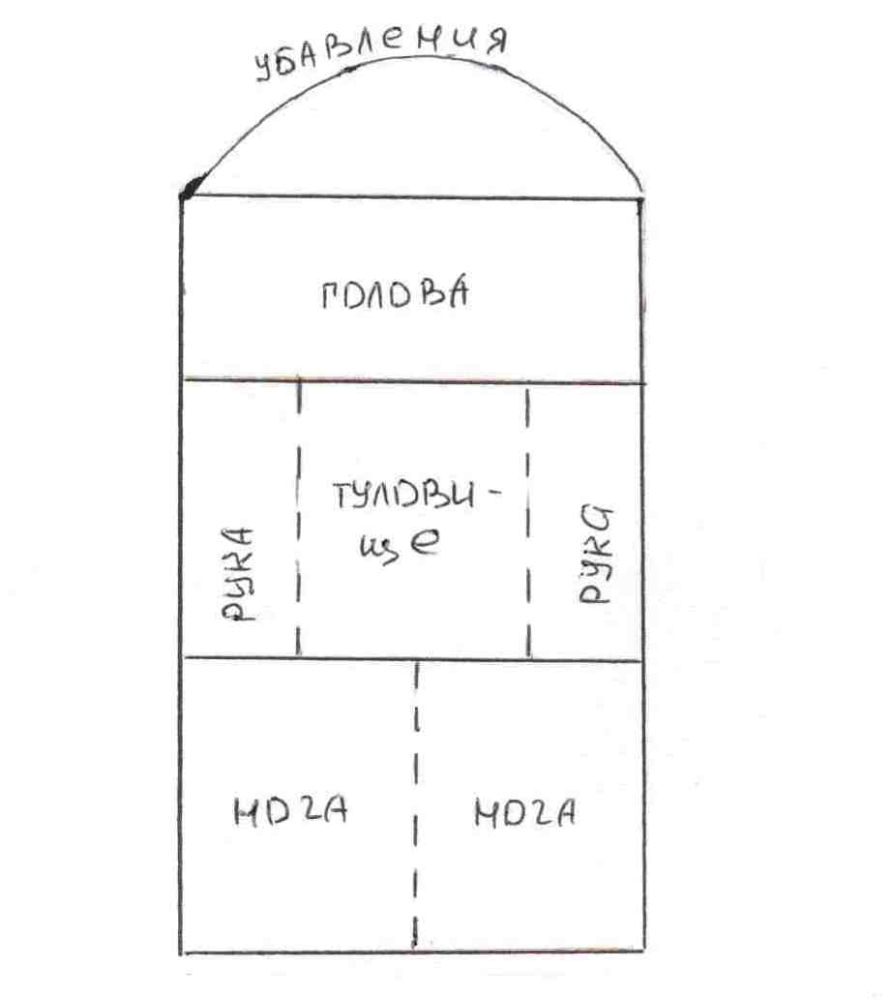 убавления
голова
рука
тулови-
ще
рука
нога
нога